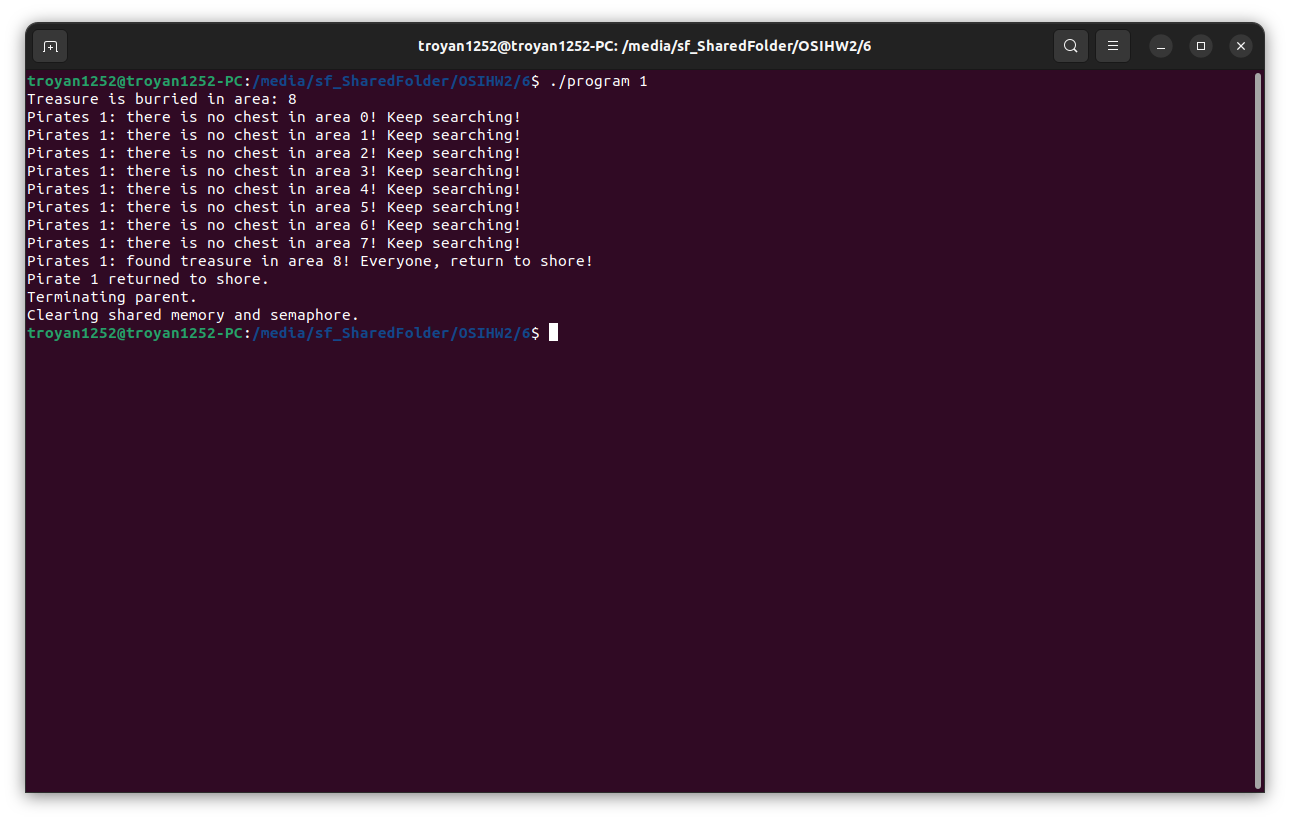 troyan1252@troyan1252-PC: /media/sf_SharedFolder/OSIHW2/6
troyan1252@troyan1252-PC:/media/sf_SharedFolder/OSIHW2/6$ ./program 1
Treasure is burried in area: 8
Pirates 1: there is no chest in area 0! Keep searching!
Pirates 1: there is no chest in area 1! Keep searching!
Pirates 1: there is no chest in area 2! Keep searching!
Pirates 1: there is no chest in area 3! Keep searching!
Pirates 1: there is no chest in area 4! Keep searching!
Pirates 1: there is no chest in area 5! Keep searching!
Pirates 1: there is no chest in area 6! Keep searching!
Pirates 1: there is no chest in area 7! Keep searching!
Pirates 1: found treasure in area 8! Everyone, return to shore!
Pirate 1 returned to shore.
Terminating parent.
Clearing shared memory and semaphore.
troyan1252@troyan1252-PC:/media/sf_SharedFolder/OSIHW2/6$